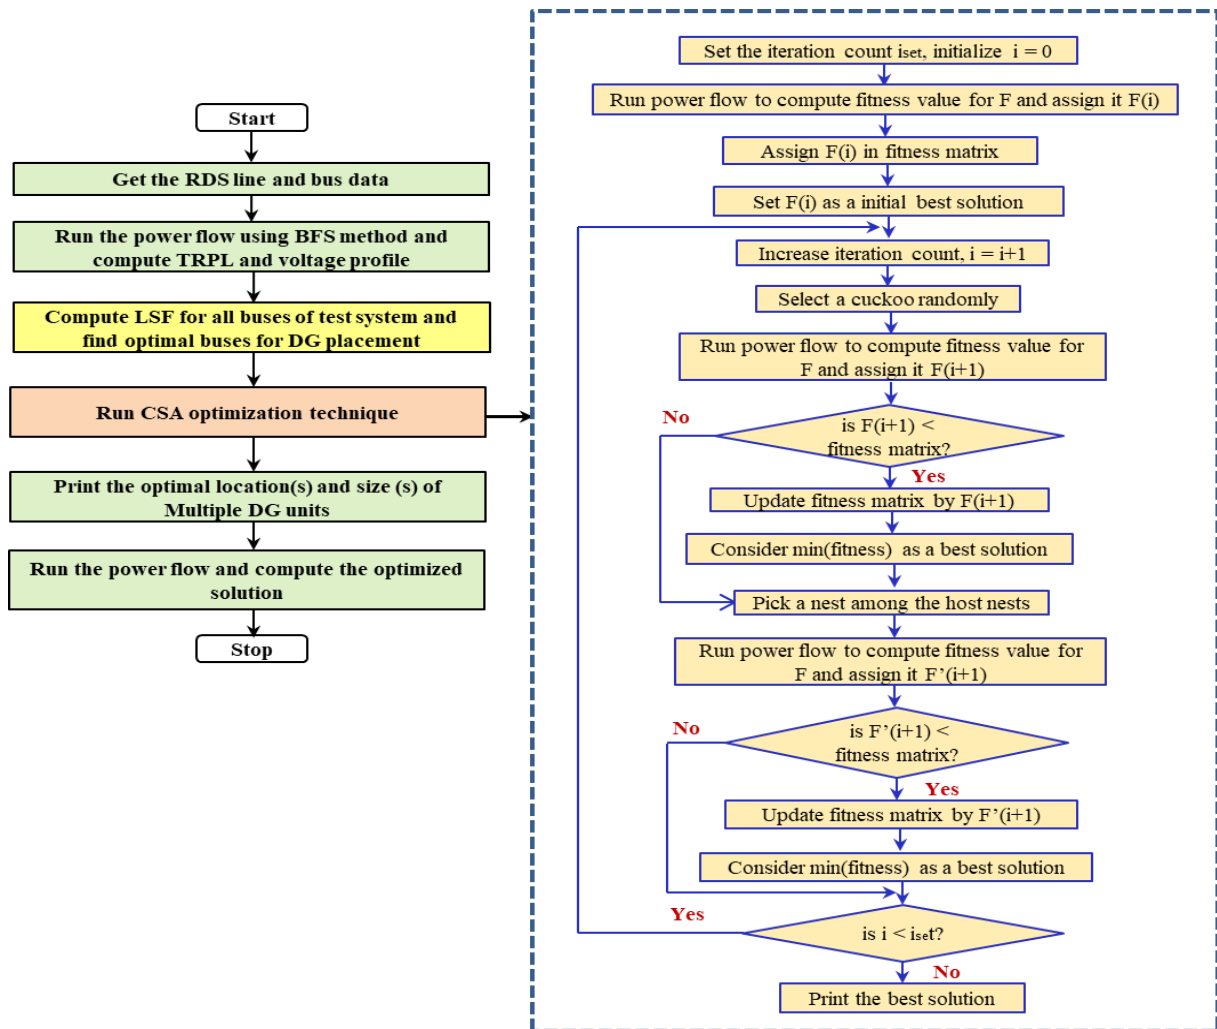 Start
Get the RDS line and bus data
Run the power flow using BFS method and
compute TRPL and voltage profile
Compute LSF for all buses of test system and
find optimal buses for DG placement
Run CSA optimization technique
Print the optimal location(s) and size (s) of
Multiple DG units
Run the power flow and compute the optimized
solution
Stop
Set the iteration count iset, initialize i = 0
Run power flow to compute fitness value for F and assign it F(i)
Assign F(i) in fitness matrix
Set F(i) as a initial best solution
Increase iteration count, i = i+1
Select a cuckoo randomly
Run power flow to compute fitness value for
F and assign it F(i+1)
No
is F(i+1) <
fitness matrix?
Yes
Update fitness matrix by F(i+1)
Consider min(fitness) as a best solution
Pick a nest among the host nests
Run power flow to compute fitness value for
F and assign it F’(i+1)
No
is F’(i+1) <
fitness matrix?
Yes
Update fitness matrix by F’(i+1)
Consider min(fitness) as a best solution
Yes
is i < iset?
No
Print the best solution